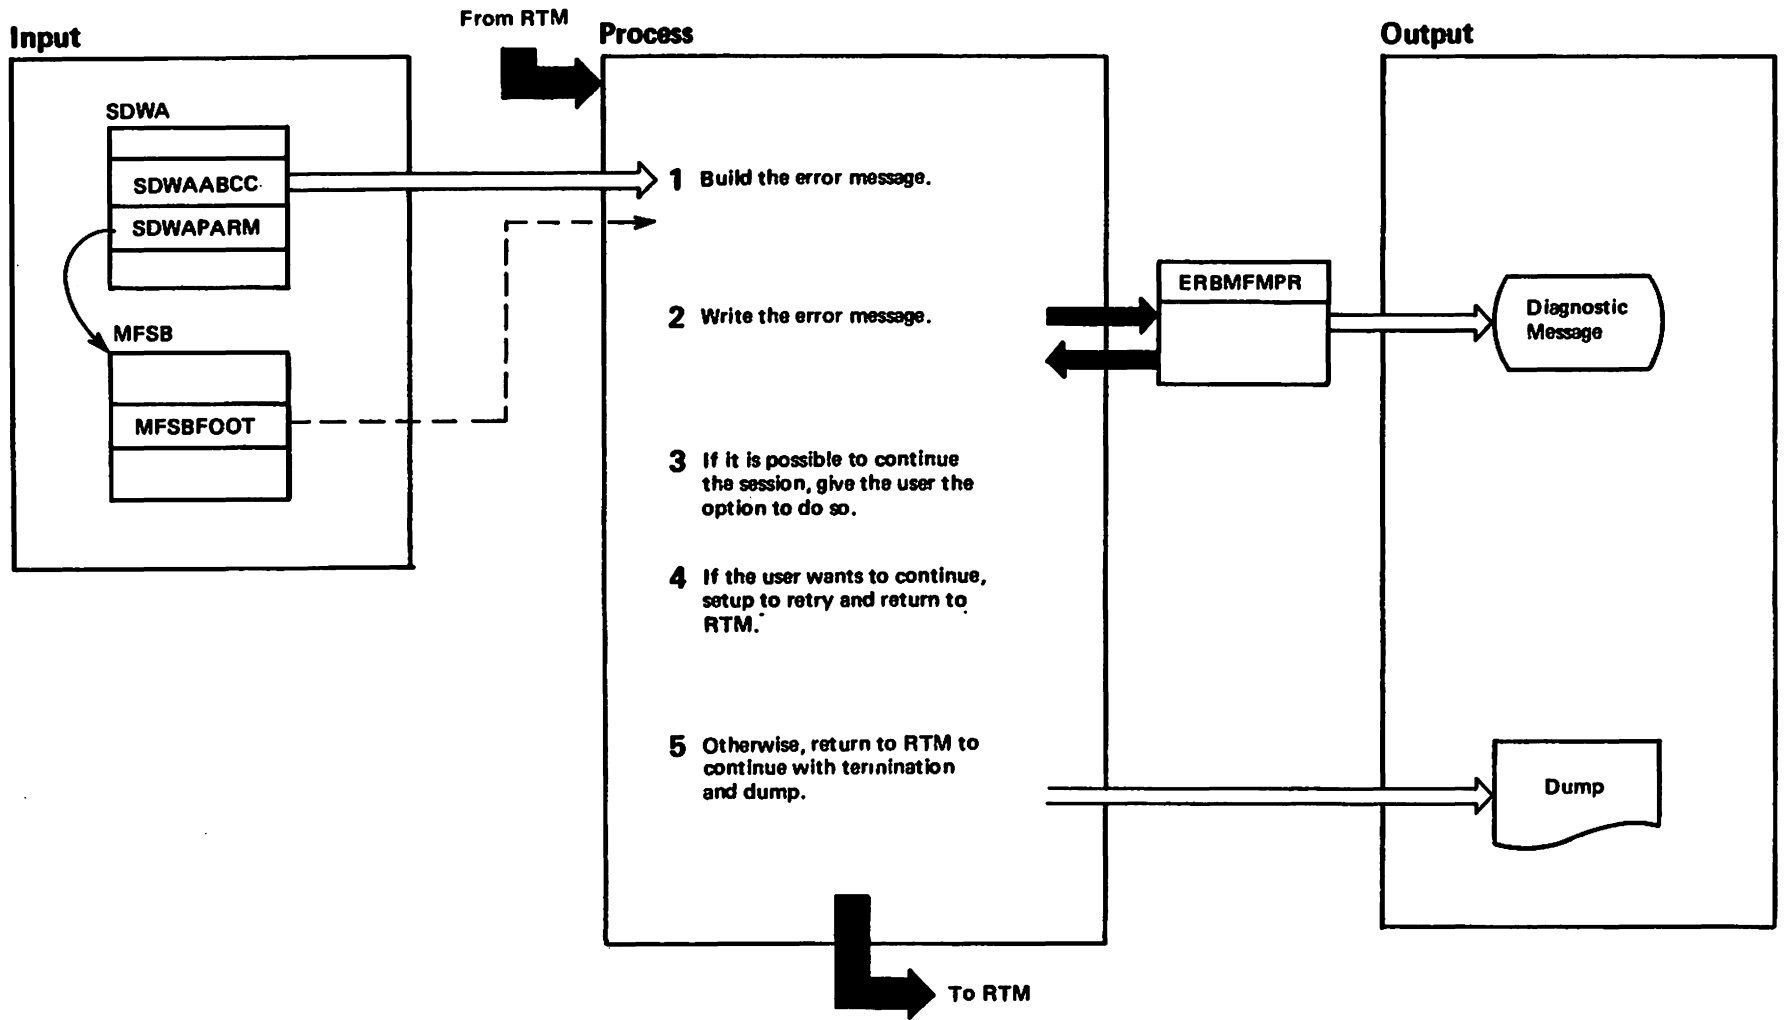 From RTM
Input
Process
Output
SDWA
SDWAABCC
SDWAPARM
MFSB
MFSBFOOT
1 Build the error message.
2 Write the error message.
3 If it is possible to continue
the session, give the user the
option to do so.
4 If the user wants to continue,
setup to retry and return to
RTM.
5 Otherwise, return to RTM to
continue with termination
and dump.
ERBMFMPR
Diagnostic
Message
Dump
To RTM